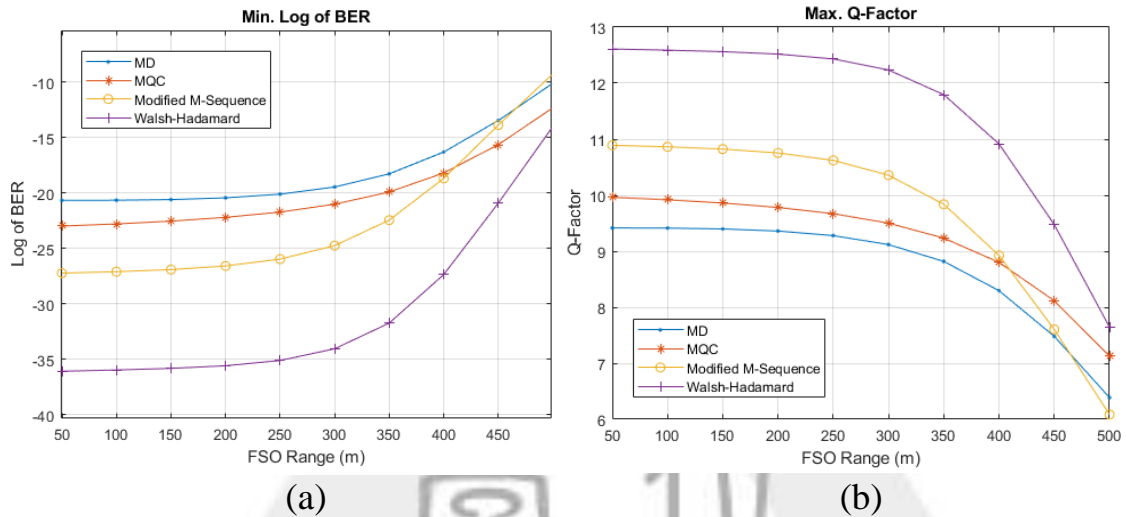 Min. Log of BER
-10
-15
-20
-25
-30
-35
-40
Log of BER
MD
MQC
Modified M-Sequence
Walsh-Hadamard
50 100 150 200 250 300 350 400 450
FSO Range (m)
(a)
Max. Q-Factor
13
12
11
10
9
8
7
6
Q-Factor
MD
MQC
Modified M-Sequence
Walsh-Hadamard
50 100 150 200 250 300 350 400 450 500
FSO Range (m)
(b)